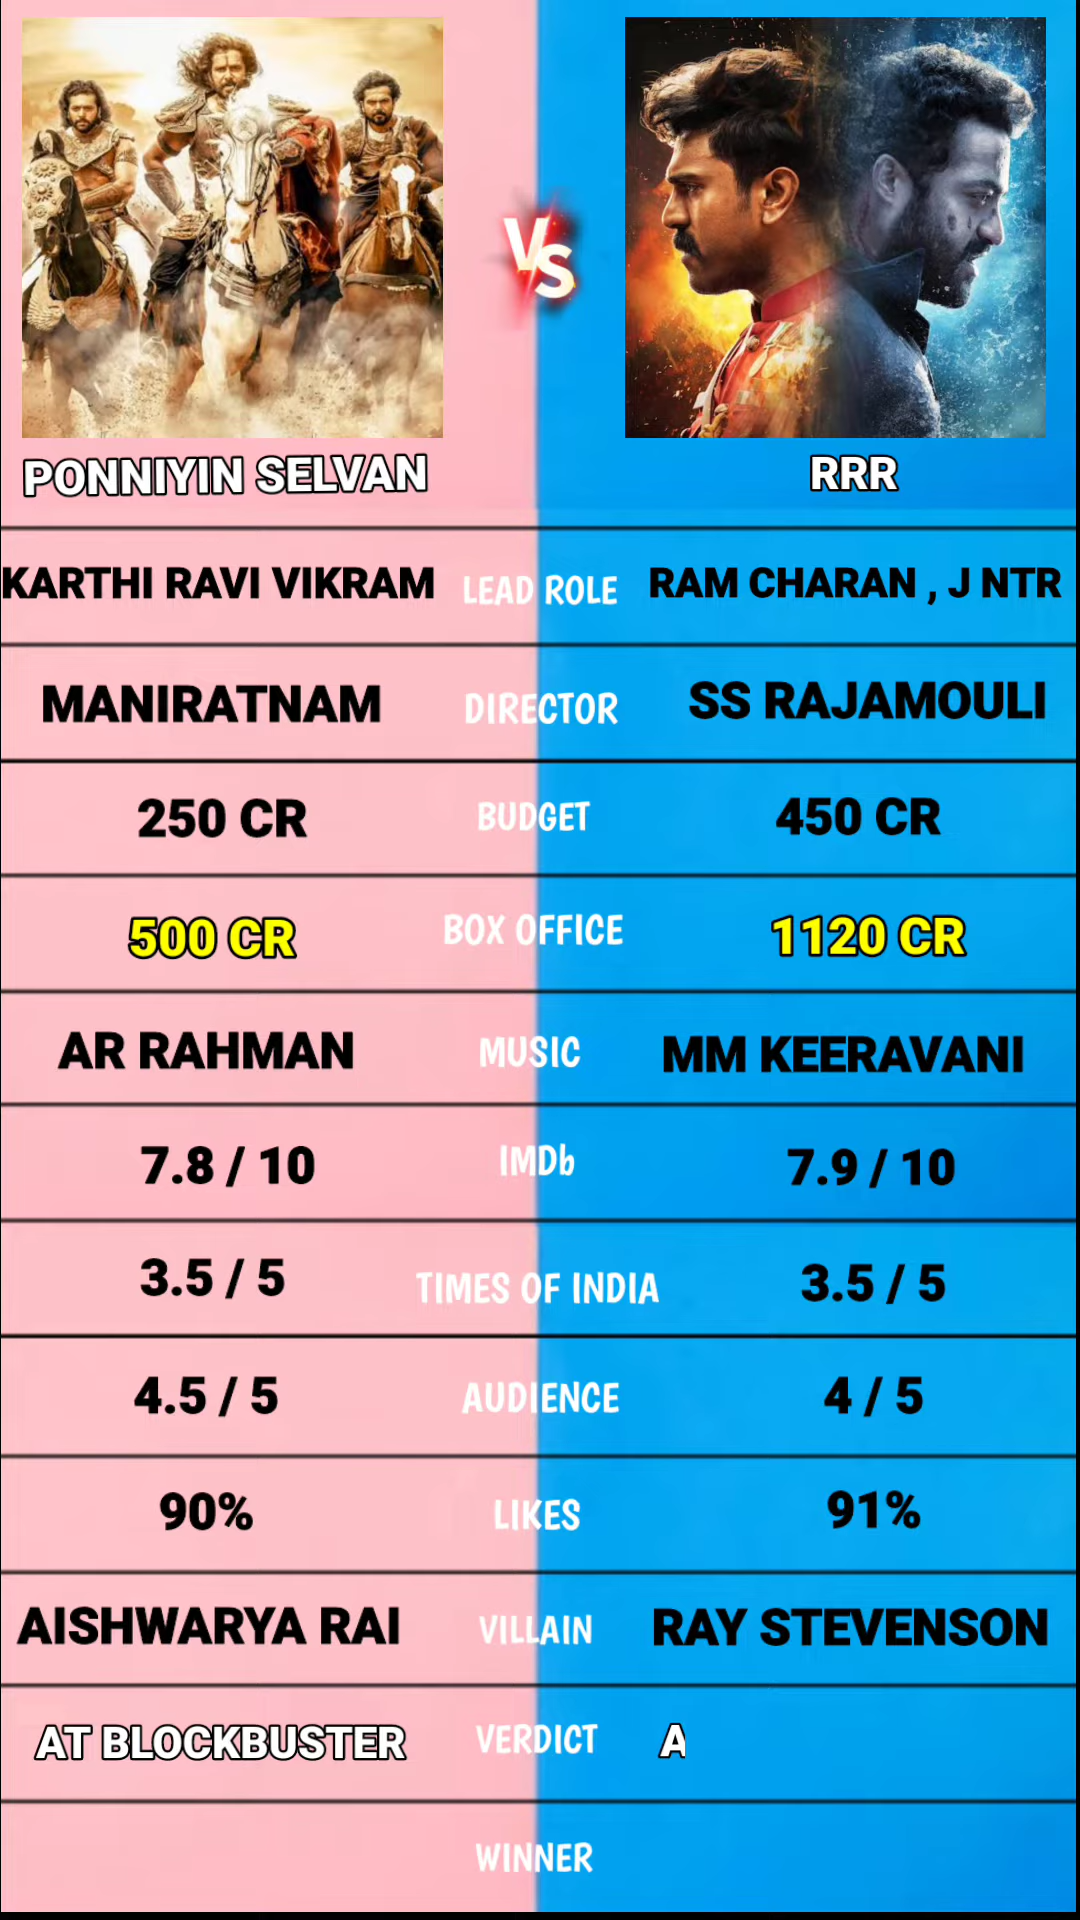 VS
PONNIYIN SELVAN
RRR
KARTHI RAVI VIKRAM LEAD ROLE RAM CHARAN , J NTR
MANIRATNAM DIRECTOR SS RAJAMOULI
250 CR BUDGET 450 CR
500 CR BOX OFFICE 1120 CR
AR RAHMAN MUSIC MM KEERAVANI
7.8 / 10 IMDb 7.9 / 10
3.5 / 5 TIMES OF INDIA 3.5 / 5
4.5 / 5 AUDIENCE 4 / 5
90% LIKES 91%
AISHWARYA RAI VILLAIN RAY STEVENSON
AT BLOCKBUSTER VERDICT A
WINNER